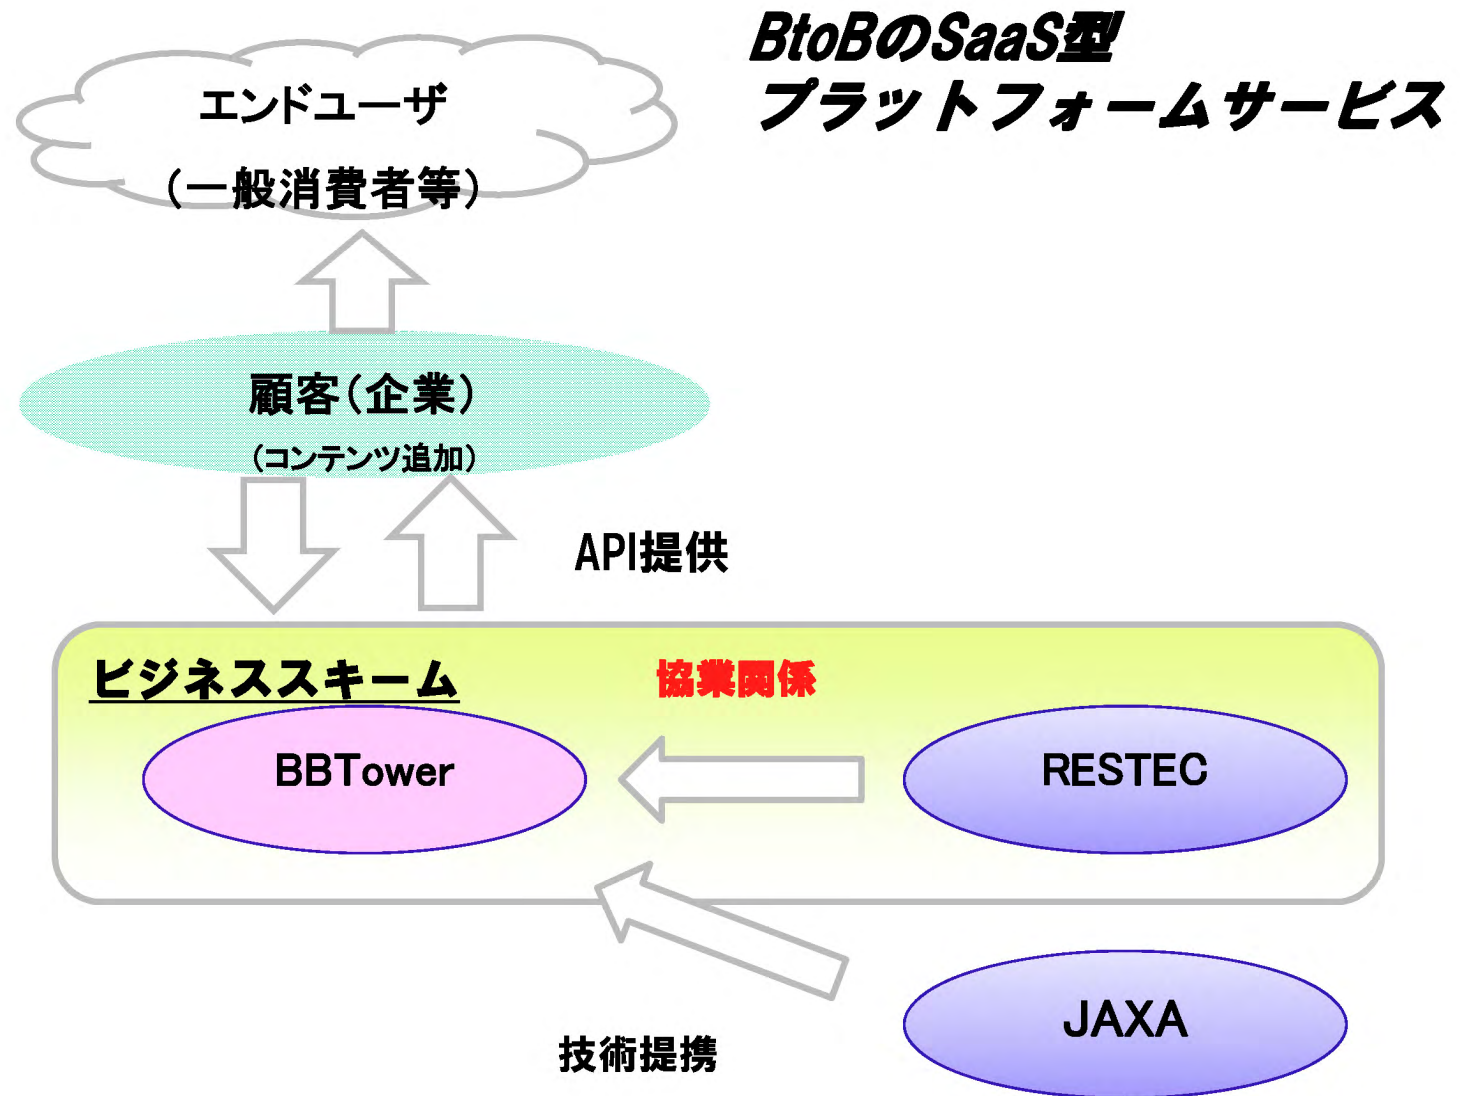 BtoBのSaaS型
プラットフォームサービス
エンドユーザ
(一般消費者等)
顧客(企業)
(コンテンツ追加)
API提供
ビジネススキーム
協業関係
BBTower
RESTEC
JAXA
技術提携